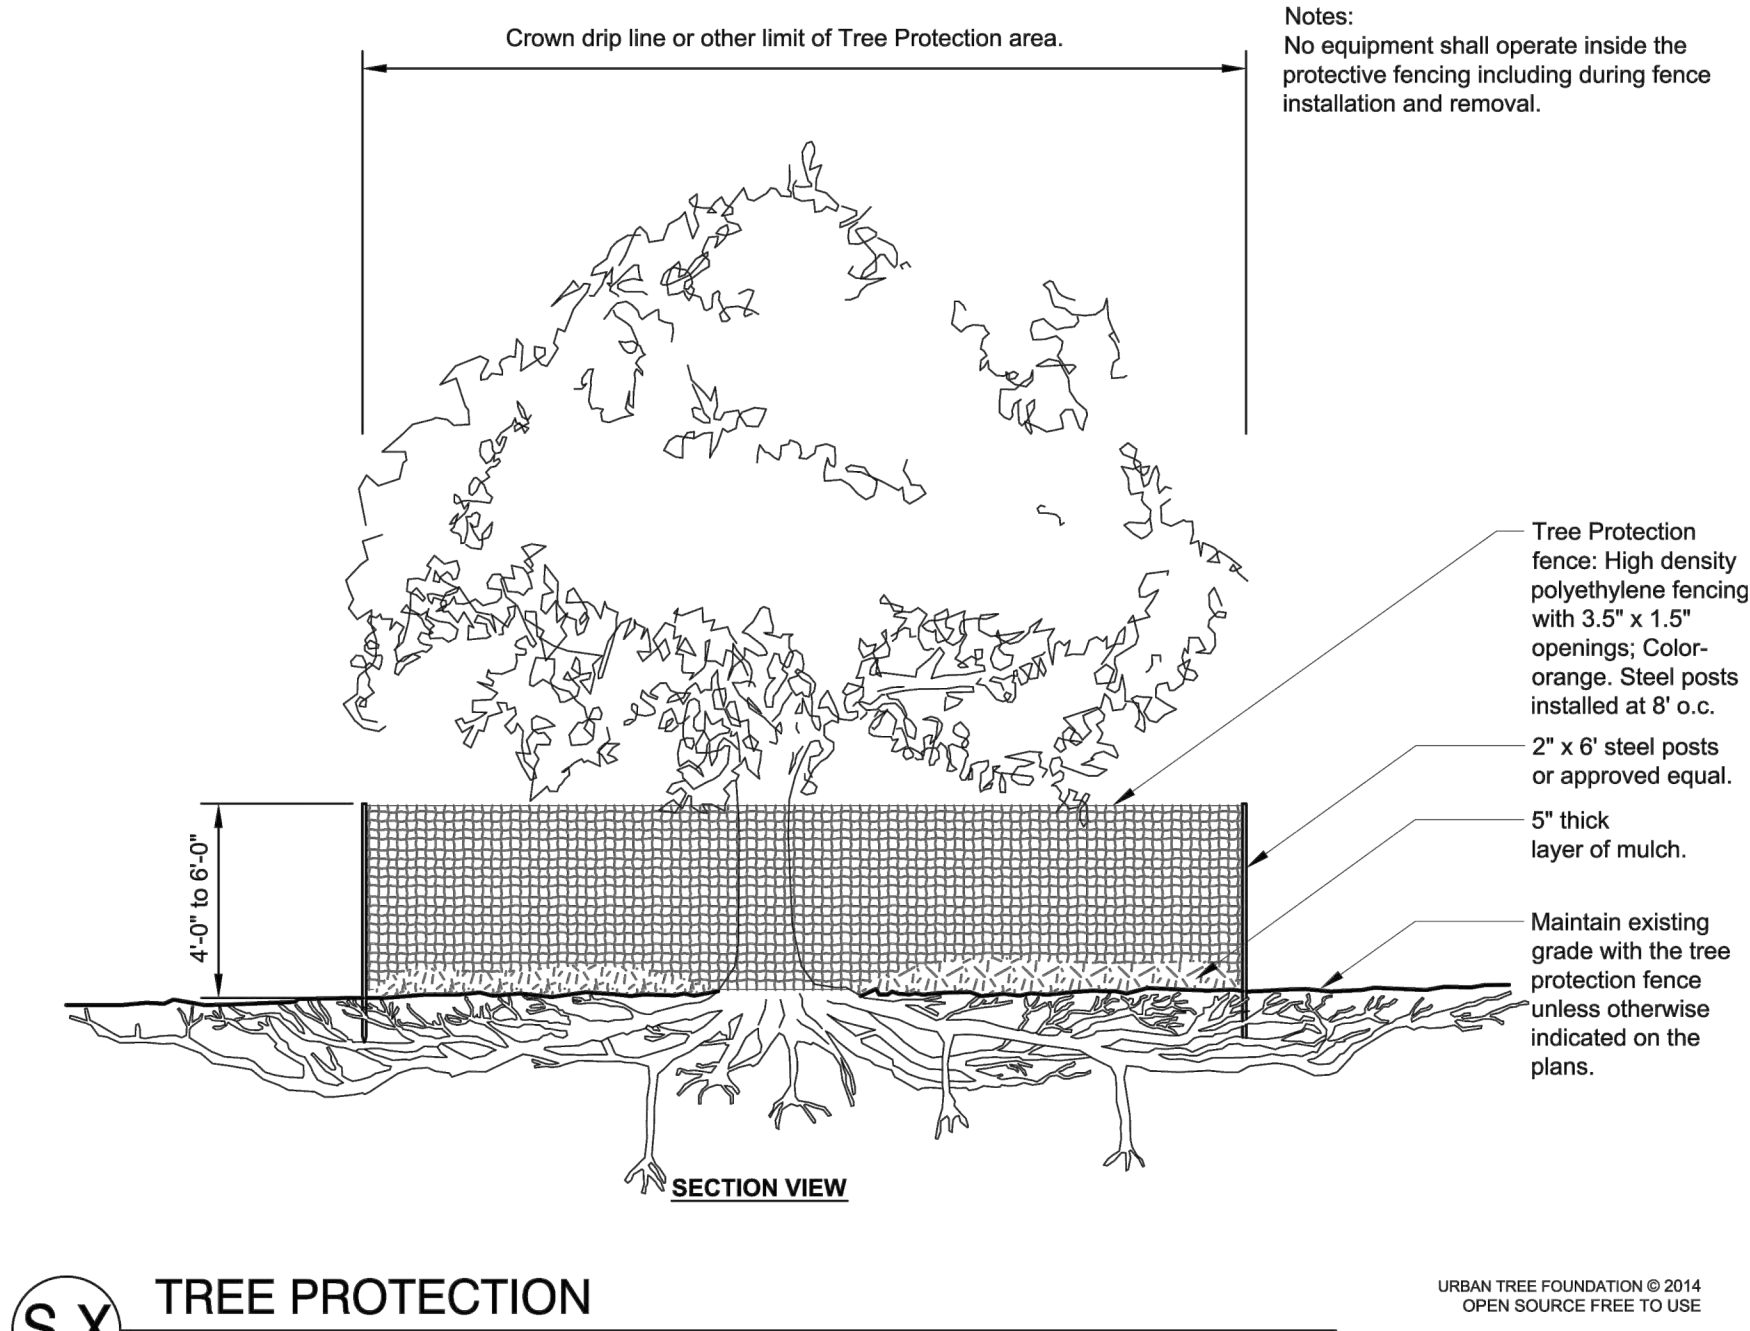 Crown drip line or other limit of Tree Protection area.
Notes:
No equipment shall operate inside the
protective fencing including during fence
installation and removal.
Tree Protection
fence: High density
polyethylene fencing
with 3.5" x 1.5"
openings; Color-
orange. Steel posts
installed at 8' o.c.
2" x 6' steel posts
or approved equal.
5" thick
layer of mulch.
Maintain existing
grade with the tree
protection fence
unless otherwise
indicated on the
plans.
4'-0" to 6'-0"
SECTION VIEW
S.X
TREE PROTECTION
URBAN TREE FOUNDATION © 2014
OPEN SOURCE FREE TO USE